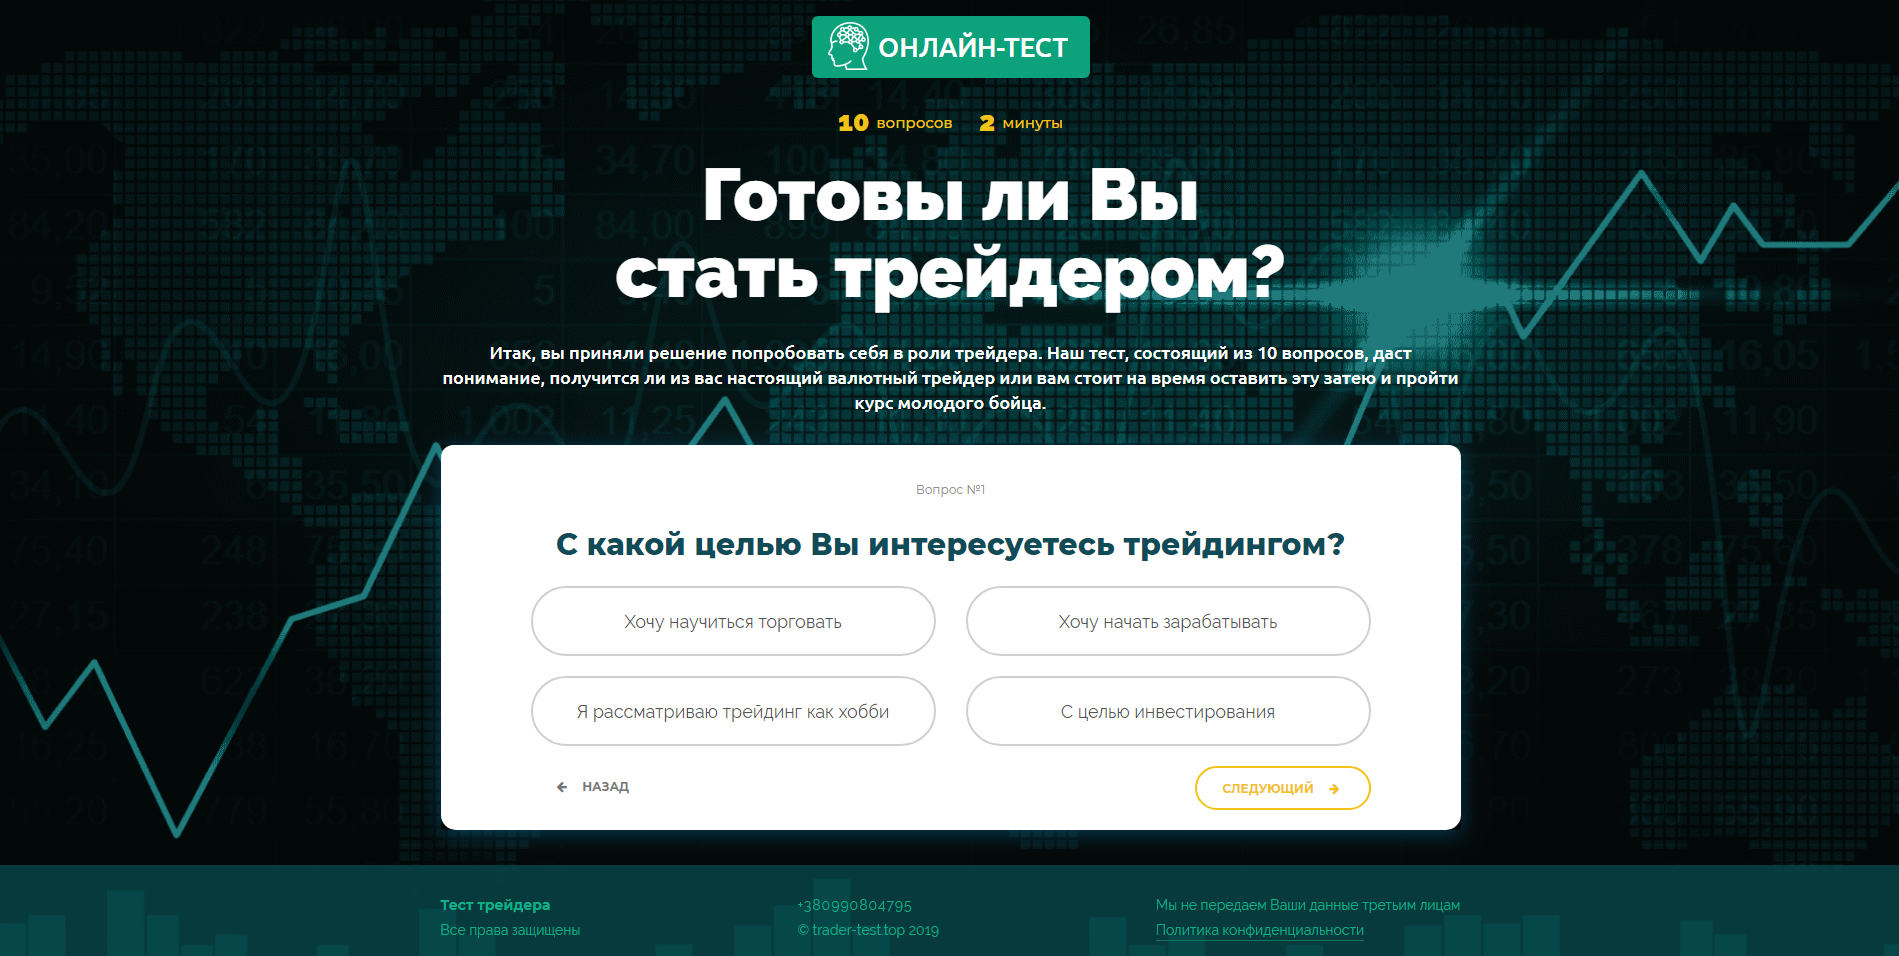 ОНЛАЙН-ТЕСТ
10 вопросов 2 минуты
Готовы ли Вы
стать трейдером?
Итак, вы приняли решение попробовать себя в роли трейдера. Наш тест, состоящий из 10 вопросов, даст
понимание, получится ли из вас настоящий валютный трейдер или вам стоит на время оставить эту затею и пройти
курс молодого бойца.
Вопрос №1
С какой целью Вы интересуетесь трейдингом?
Хочу научиться торговать
Хочу начать зарабатывать
Я рассматриваю трейдинг как хобби
С целью инвестирования
НАЗАД
СЛЕДУЮЩИЙ
Тест трейдера
Все права защищены
+380990804795
© trader-test.top 2019
Мы не передаем Ваши данные третьим лицам
Политика конфиденциальности